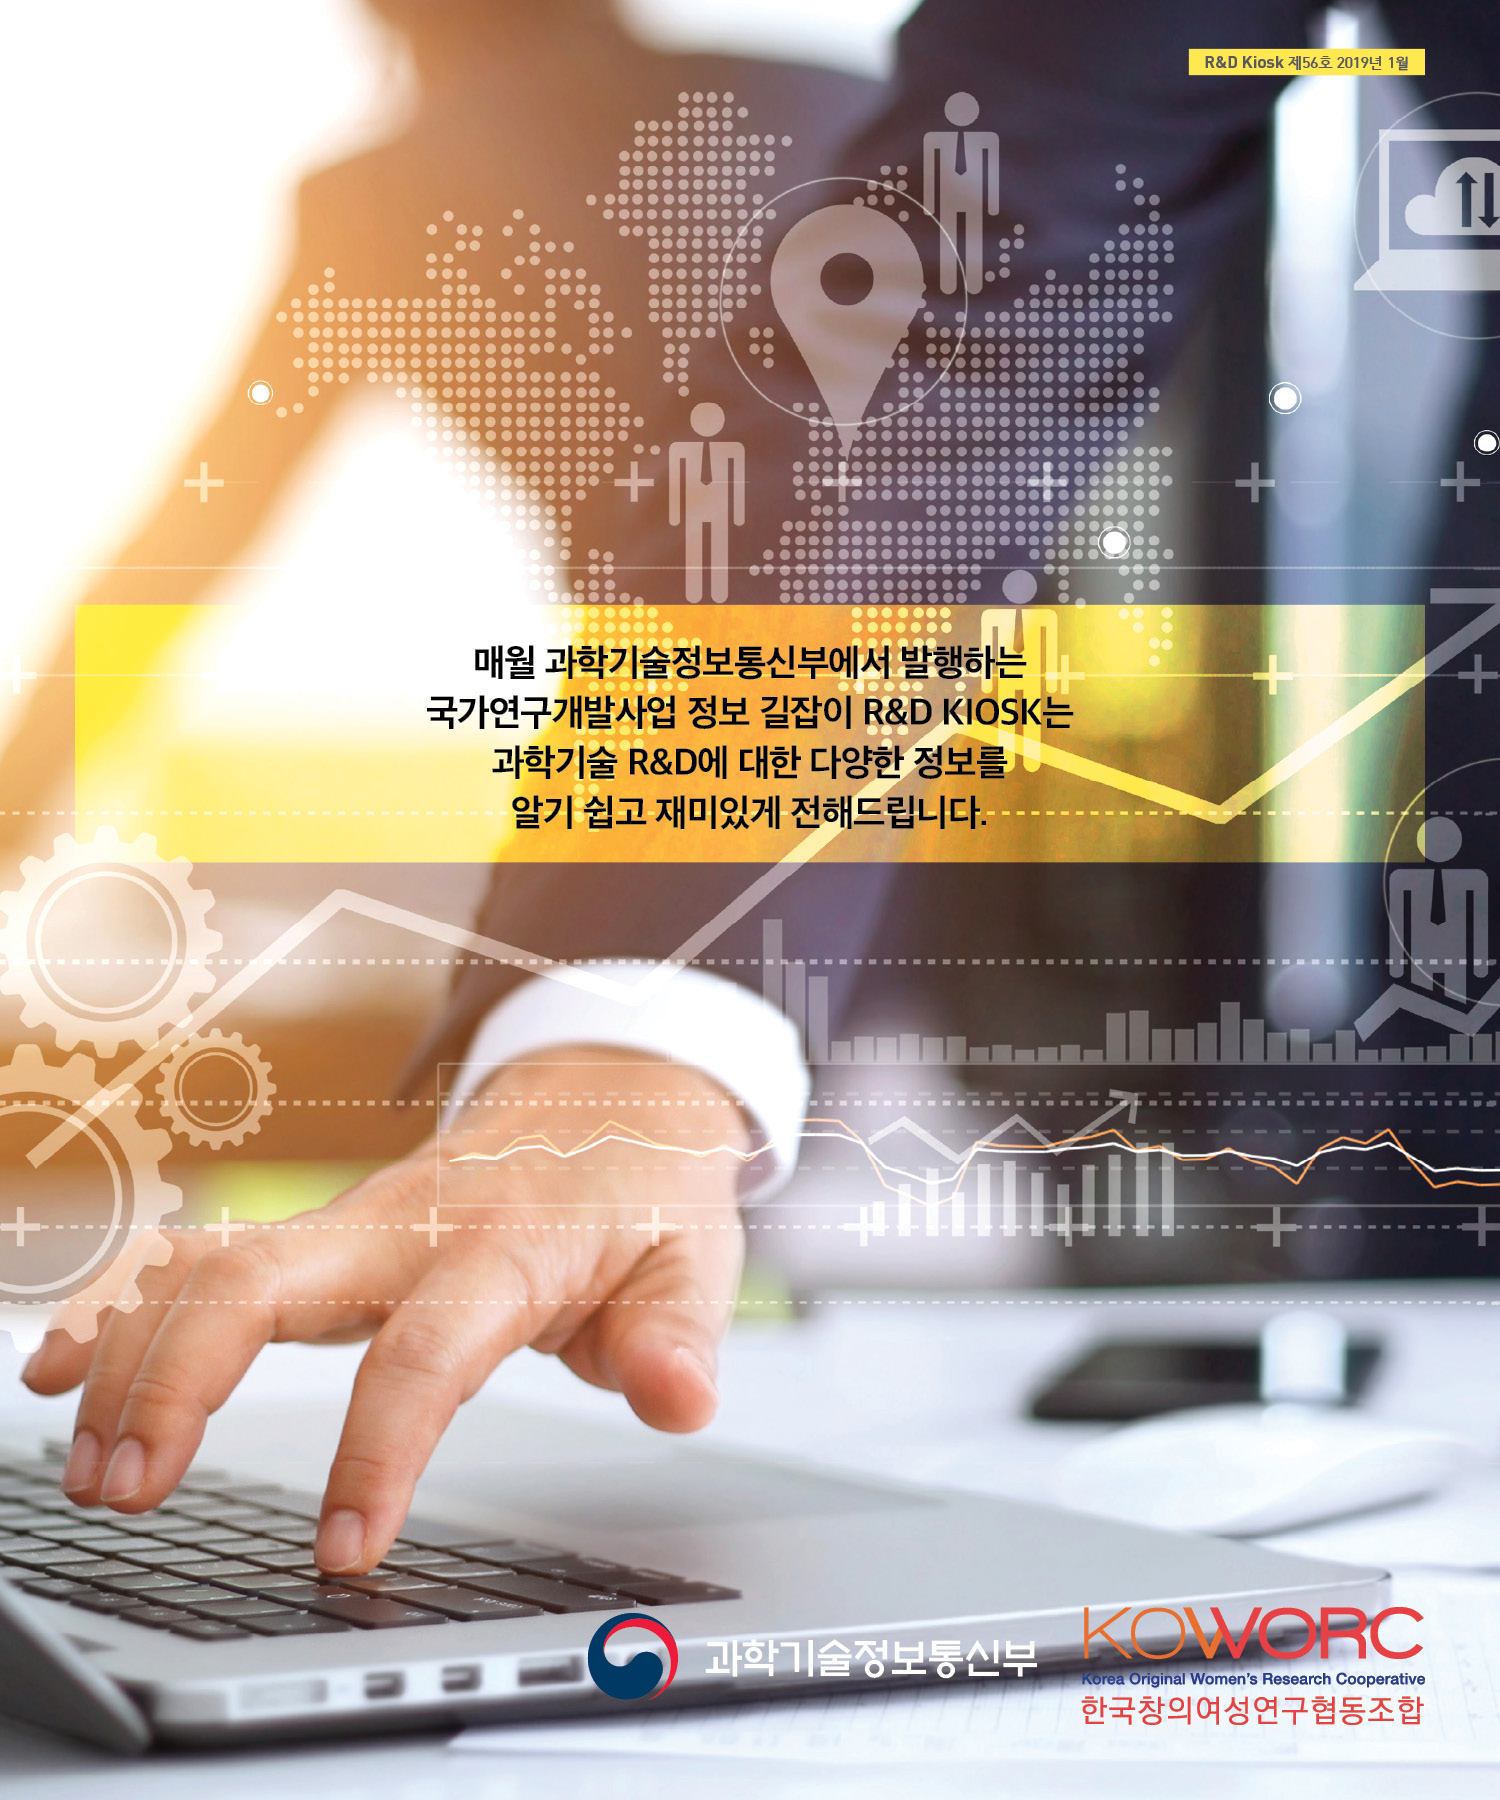 R&D Kiosk 제56호 2019년 1월
매월 과학기술정보통신부에서 발행하는
국가연구개발사업 정보 길잡이 R&D KIOSK는
과학기술 R&D에 대한 다양한 정보를
알기 쉽고 재미있게 전해드립니다.
과학기술정보통신부
KOWORC
Korea Original Women's Research Cooperative
한국창의여성연구협동조합